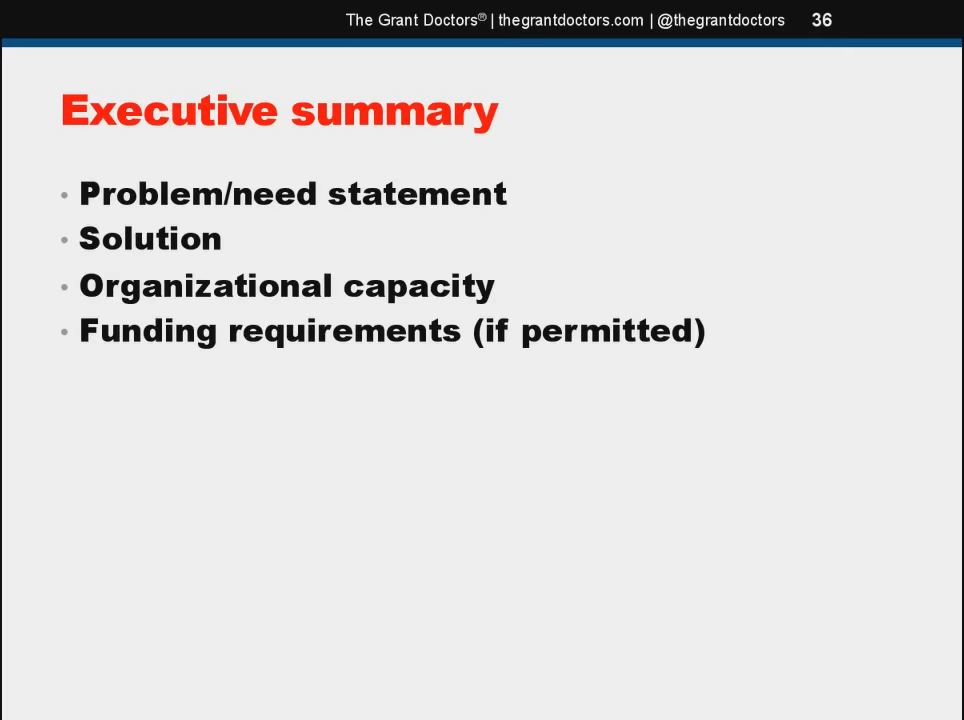 The Grant Doctors® | thegrantdoctors.com | @thegrantdoctors 36
Executive summary
• Problem/need statement
• Solution
• Organizational capacity
• Funding requirements (if permitted)